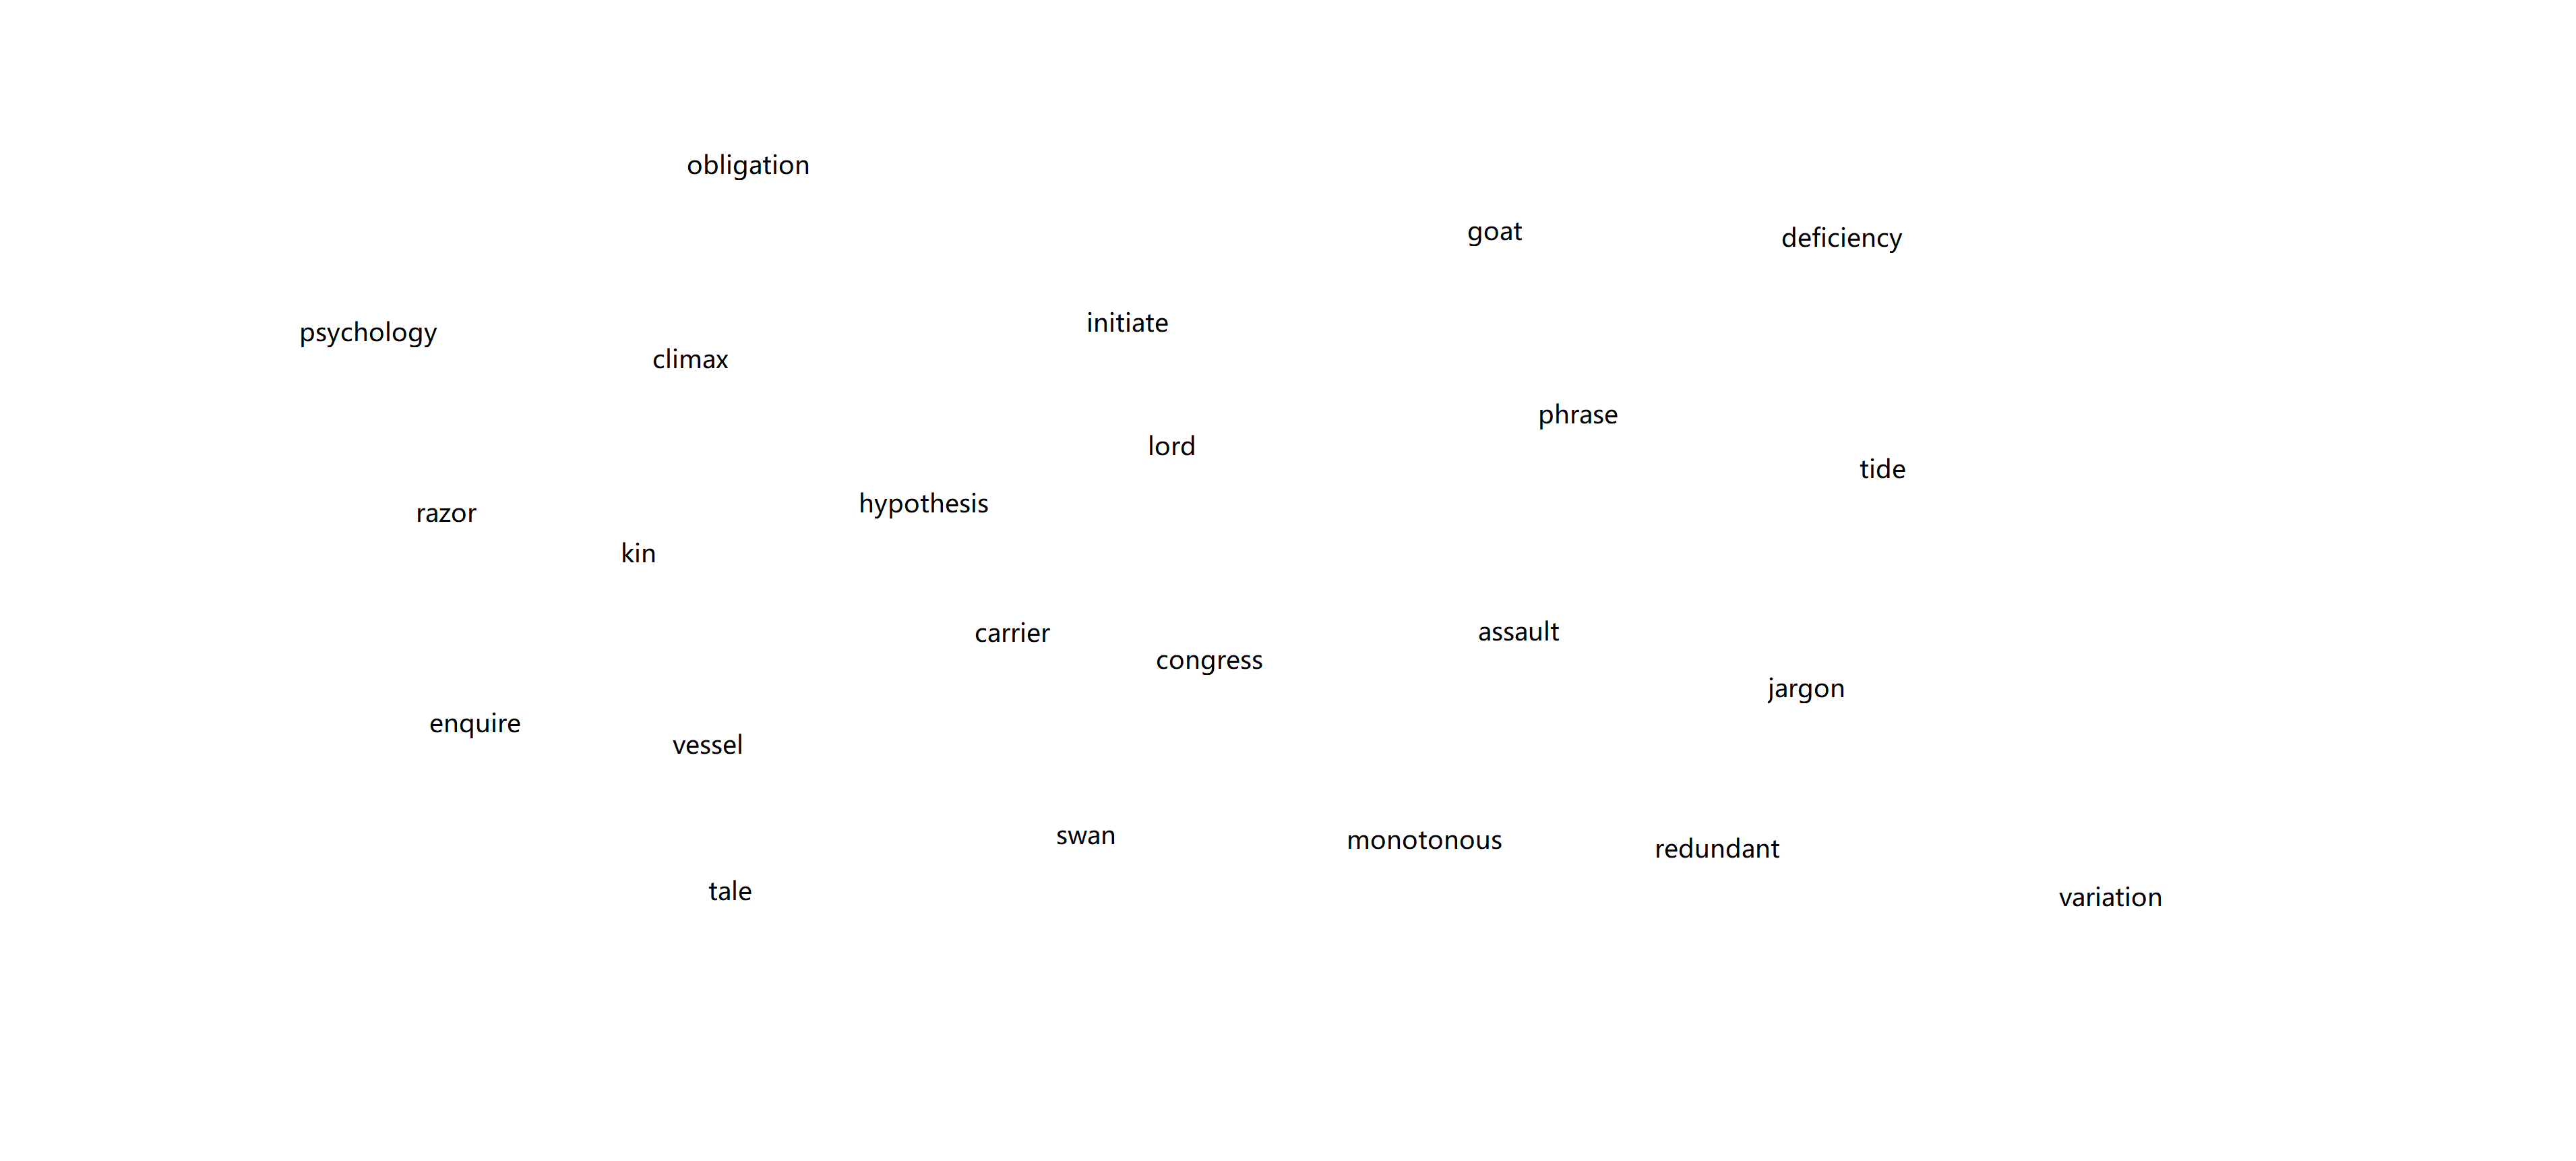 obligation
goat
deficiency
initiate
psychology
climax
phrase
lord
tide
hypothesis
razor
kin
assault
carrier
congress
jargon
enquire
vessel
swan
monotonous
redundant
tale
variation